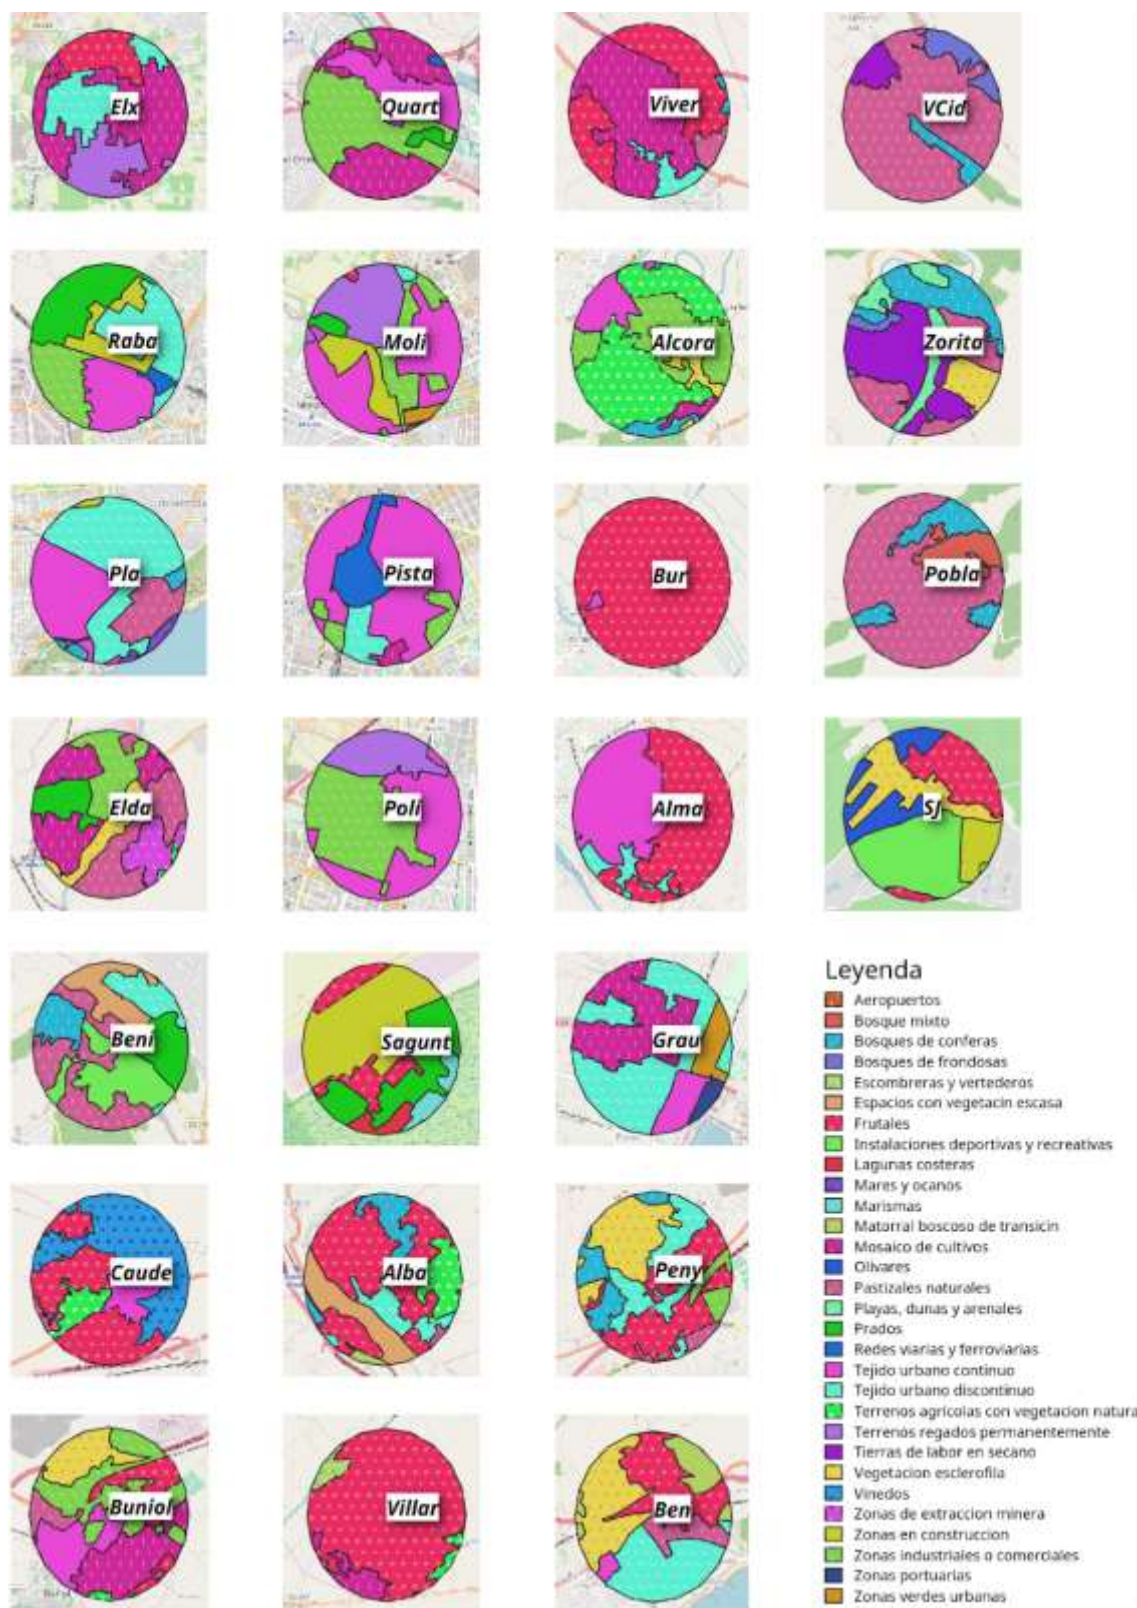 Elx
Quart
Viver
VCid
Raba
Moli
Alcora
Zorita
Pla
Pista
Bur
Pobla
Elda
Poli
Alma
SJ
Beni
Sagunt
Grau
Caude
Alba
Peny
Buniol
Villar
Ben
Leyenda
Aeropuertos
Bosque mixto
Bosques de conferas
Bosques de frondosas
Escombreras y vertederos
Espacios con vegetacin escasa
Frutales
Instalaciones deportivas y recreativas
Lagunas costeras
Mares y ocanos
Marismas
Matorral boscoso de transicin
Mosaico de cultivos
Olivares
Pastizales naturales
Playas, dunas y arenales
Prados
Redes viarias y ferroviarias
Tejido urbano continuo
Tejido urbano discontinuo
Terrenos agricolas con vegetacion natura
Terrenos regados permanentemente
Tierras de labor en secano
Vegetacion esclerofila
Vinedos
Zonas de extraccion minera
Zonas en construccion
Zonas industriales o comerciales
Zonas portuarias
Zonas verdes urbanas